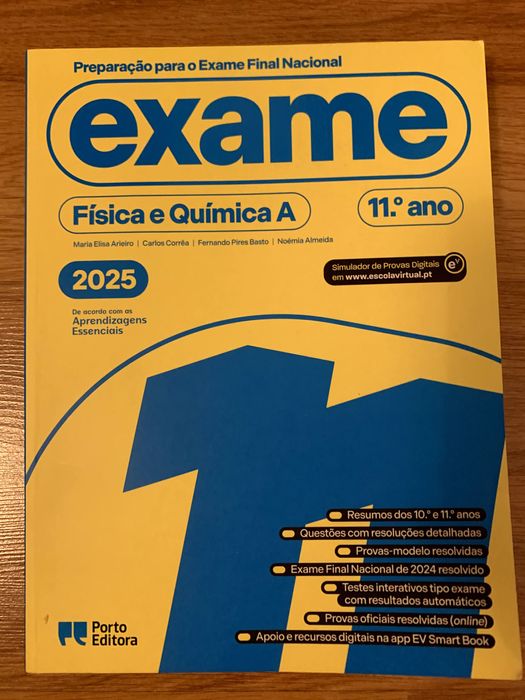 Preparação para o Exame Final Nacional
exame
Física e Química A
11.º ano
Maria Elisa Arieiro | Carlos Corrêa | Fernando Pires Basto | Noémia Almeida
2025
Simulador de Provas Digitais
em www.escolavirtual.pt
eV
De acordo com as
Aprendizagens
Essenciais
11
Resumos dos 10.º e 11.º anos
Questões com resoluções detalhadas
Provas-modelo resolvidas
Exame Final Nacional de 2024 resolvido
Testes interativos tipo exame
com resultados automáticos
Provas oficiais resolvidas (online)
Apoio e recursos digitais na app EV Smart Book
Porto
Editora